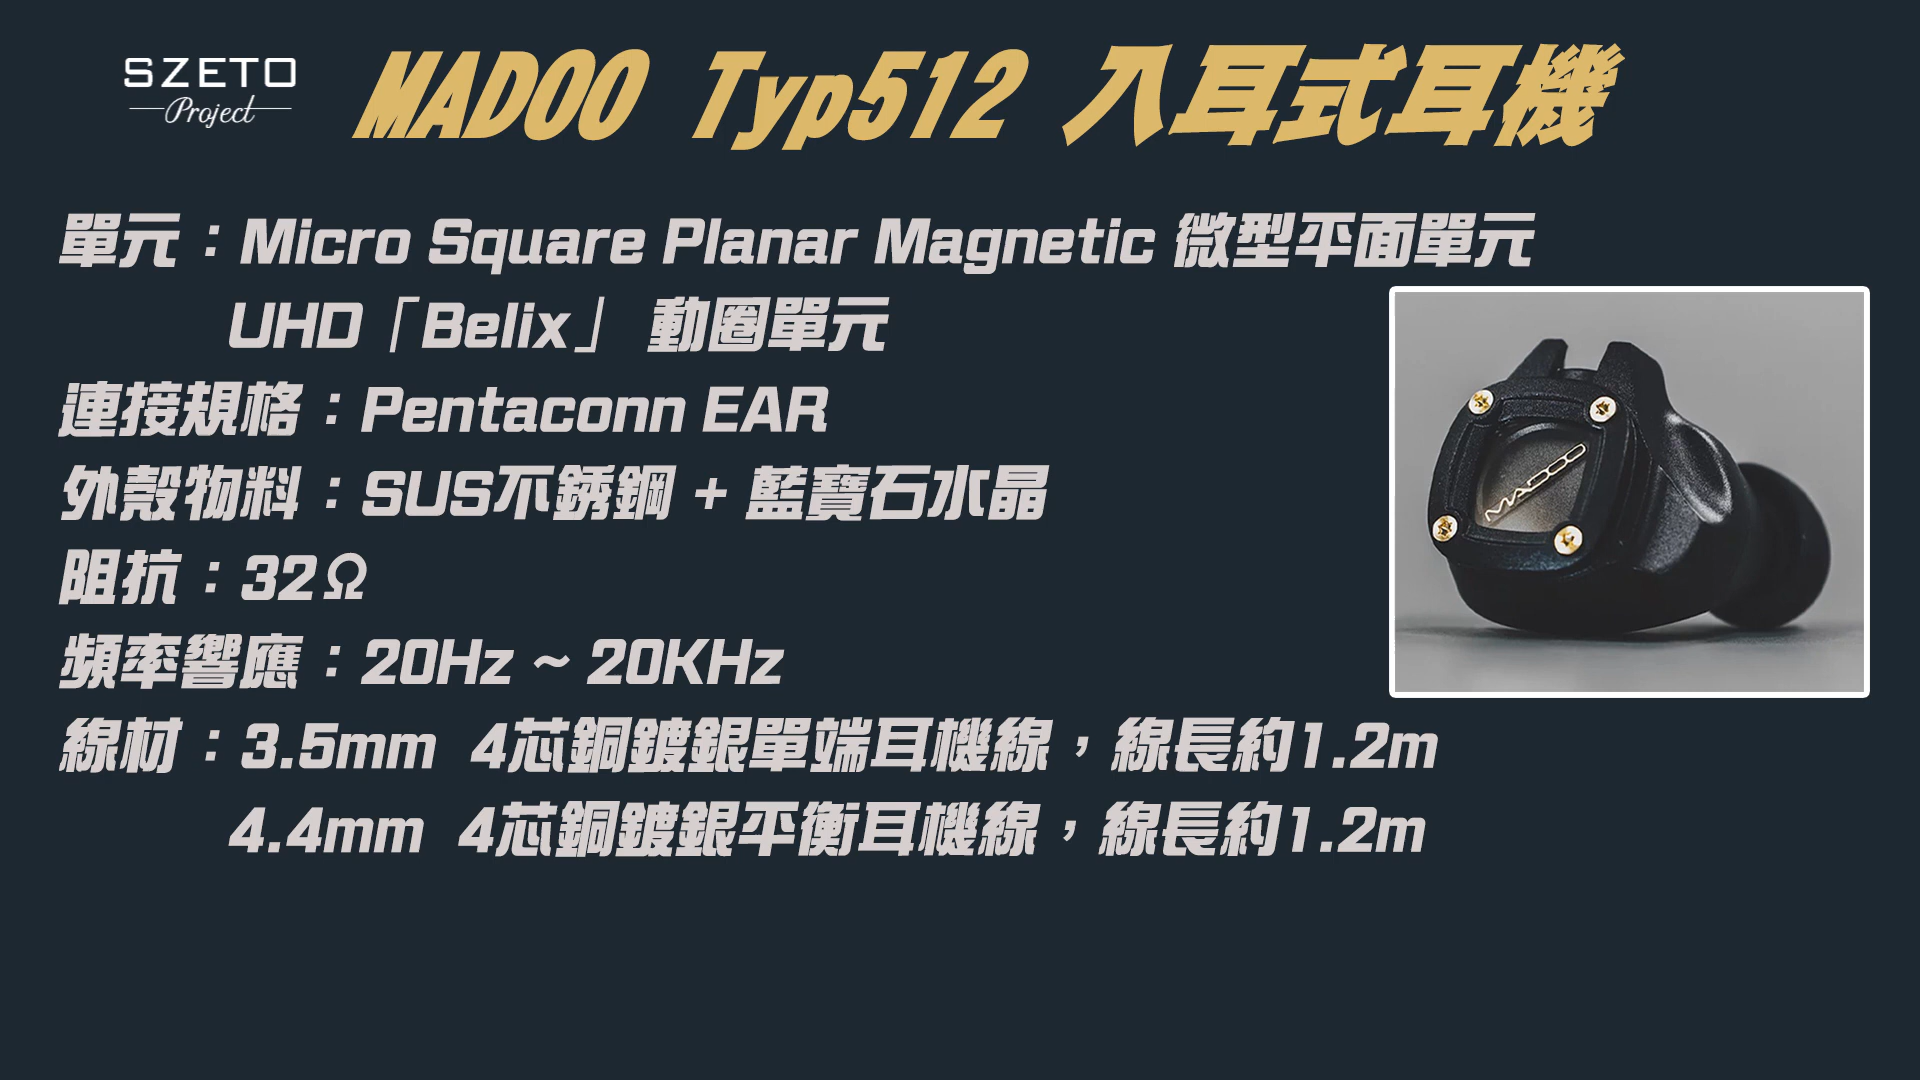 SZETO
Project
MADOO Typ512 入耳式耳機
單元：Micro Square Planar Magnetic 微型平面單元
UHD「Belix」 動圈單元
連接規格：Pentaconn EAR
外殼物料：SUS不銹鋼 + 藍寶石水晶
阻抗：32Ω
頻率響應：20Hz ~ 20KHz
線材：3.5mm 4芯銅鍍銀單端耳機線，線長約1.2m
4.4mm 4芯銅鍍銀平衡耳機線，線長約1.2m
MADOO